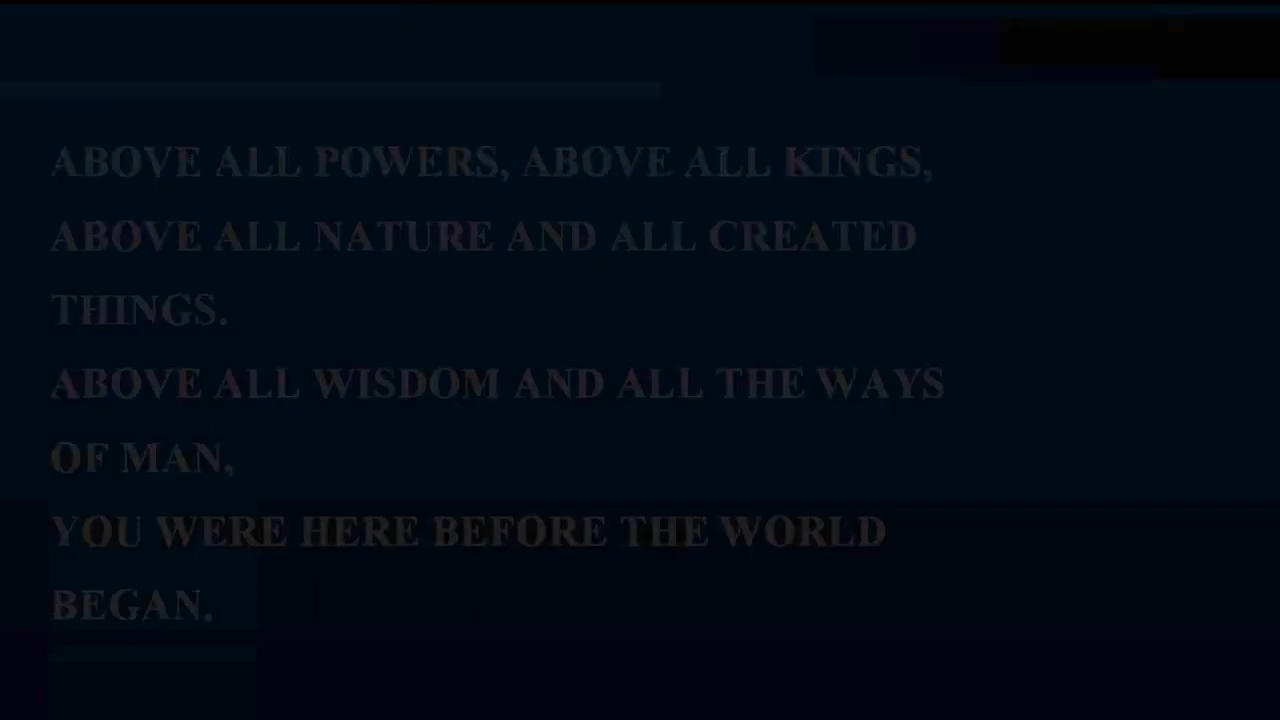 ABOVE ALL POWERS, ABOVE ALL KINGS,
ABOVE ALL NATURE AND ALL CREATED
THINGS.
ABOVE ALL WISDOM AND ALL THE WAYS
OF MAN,
YOU WERE HERE BEFORE THE WORLD
BEGAN.